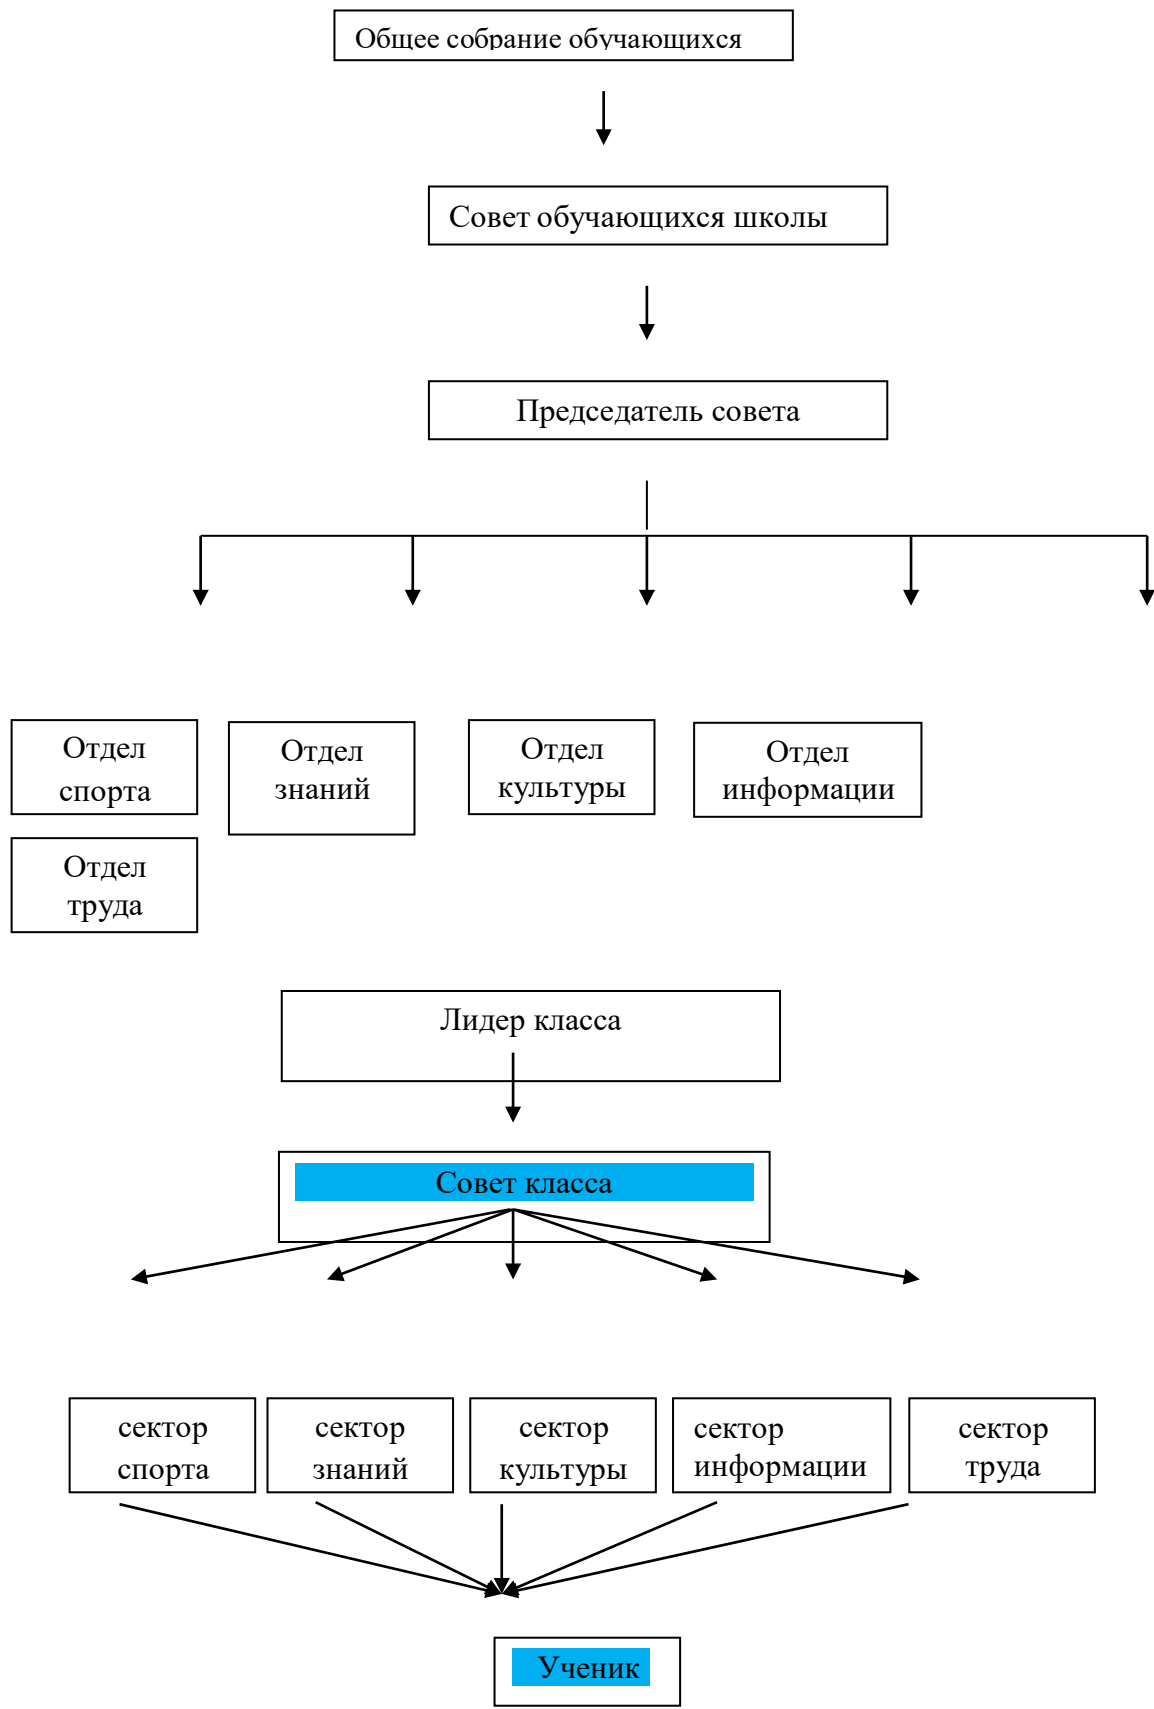 Общее собрание обучающихся
Совет обучающихся школы
Председатель совета
Отдел
спорта
Отдел
знаний
Отдел
культуры
Отдел
информации
Отдел
труда
Лидер класса
Совет класса
сектор
спорта
сектор
знаний
сектор
культуры
сектор
информации
сектор
труда
Ученик